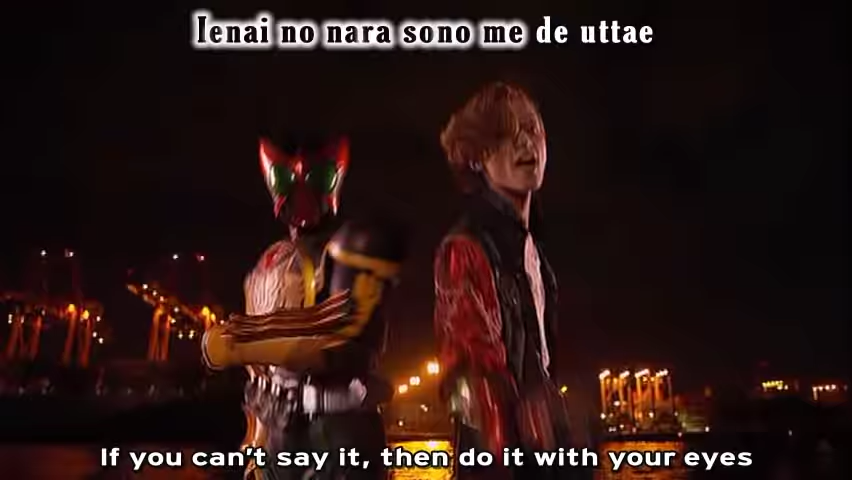 Ienai no nara sono me de uttae
If you can't say it, then do it with your eyes